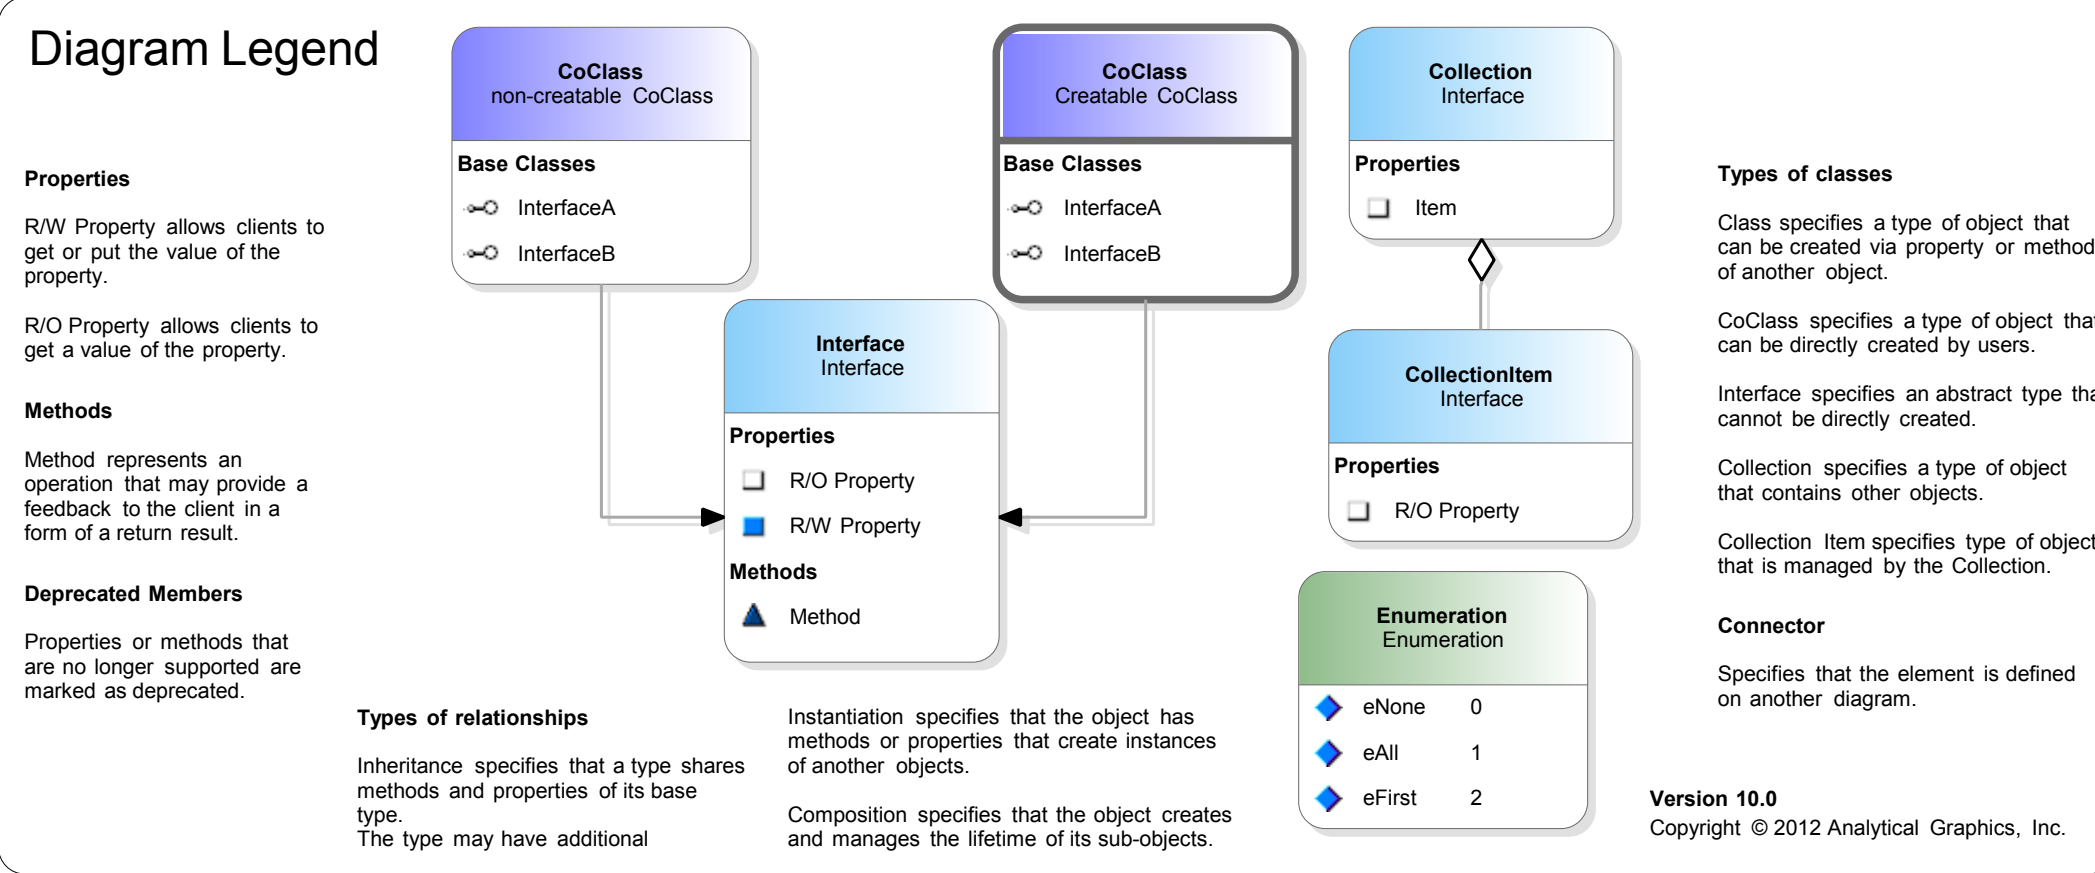 Diagram Legend
Properties
R/W Property allows clients to
get or put the value of the
property.
R/O Property allows clients to
get a value of the property.
Methods
Method represents an
operation that may provide a
feedback to the client in a
form of a return result.
Deprecated Members
Properties or methods that
are no longer supported are
marked as deprecated.
CoClass
non-creatable CoClass
Base Classes
InterfaceA
InterfaceB
CoClass
Creatable CoClass
Base Classes
InterfaceA
InterfaceB
Interface
Interface
Properties
R/O Property
R/W Property
Methods
Method
Collection
Interface
Properties
Item
CollectionItem
Interface
Properties
R/O Property
Enumeration
Enumeration
eNone 0
eAll 1
eFirst 2
Types of relationships
Inheritance specifies that a type shares
methods and properties of its base
type.
The type may have additional
Instantiation specifies that the object has
methods or properties that create instances
of another objects.
Composition specifies that the object creates
and manages the lifetime of its sub-objects.
Types of classes
Class specifies a type of object that
can be created via property or method
of another object.
CoClass specifies a type of object that
can be directly created by users.
Interface specifies an abstract type tha
cannot be directly created.
Collection specifies a type of object
that contains other objects.
Collection Item specifies type of object
that is managed by the Collection.
Connector
Specifies that the element is defined
on another diagram.
Version 10.0
Copyright © 2012 Analytical Graphics, Inc.